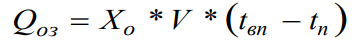 Qоз = Xо * V * (tвп − tп)